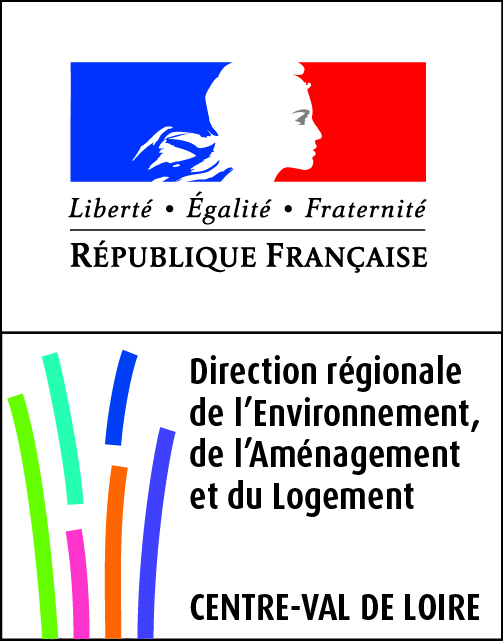 Liberté • Égalité • Fraternité
RÉPUBLIQUE FRANÇAISE
Direction régionale
de l’Environnement,
de l’Aménagement
et du Logement
CENTRE-VAL DE LOIRE